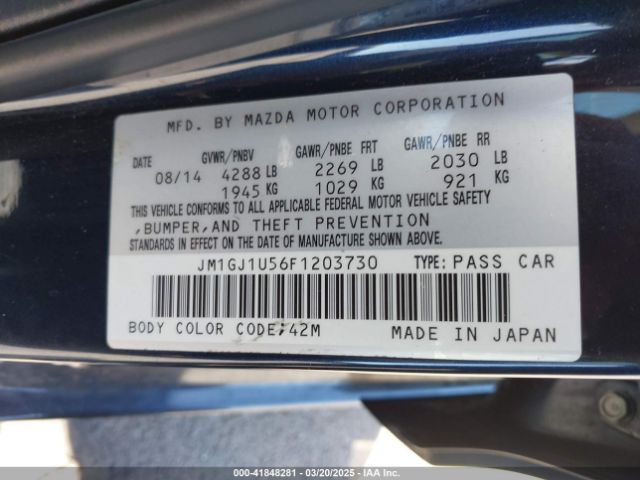 MFD. BY MAZDA MOTOR CORPORATION
DATE GVWR/PNBV GAWR/PNBE FRT GAWR/PNBE RR
08/14 4288 LB 2269 LB 2030 LB
1945 KG 1029 KG 921 KG
THIS VEHICLE CONFORMS TO ALL APPLICABLE FEDERAL MOTOR VEHICLE SAFETY
,BUMPER,AND THEFT PREVENTION
STANDARDS IN EFFECT ON THE DATE OF MANUFACTURE SHOWN ABOVE.
JM1GJ1U56F1203730 TYPE: PASS CAR
BODY COLOR CODE:42M MADE IN JAPAN
000-41848281 - 03/20/2025 - IAA Inc.